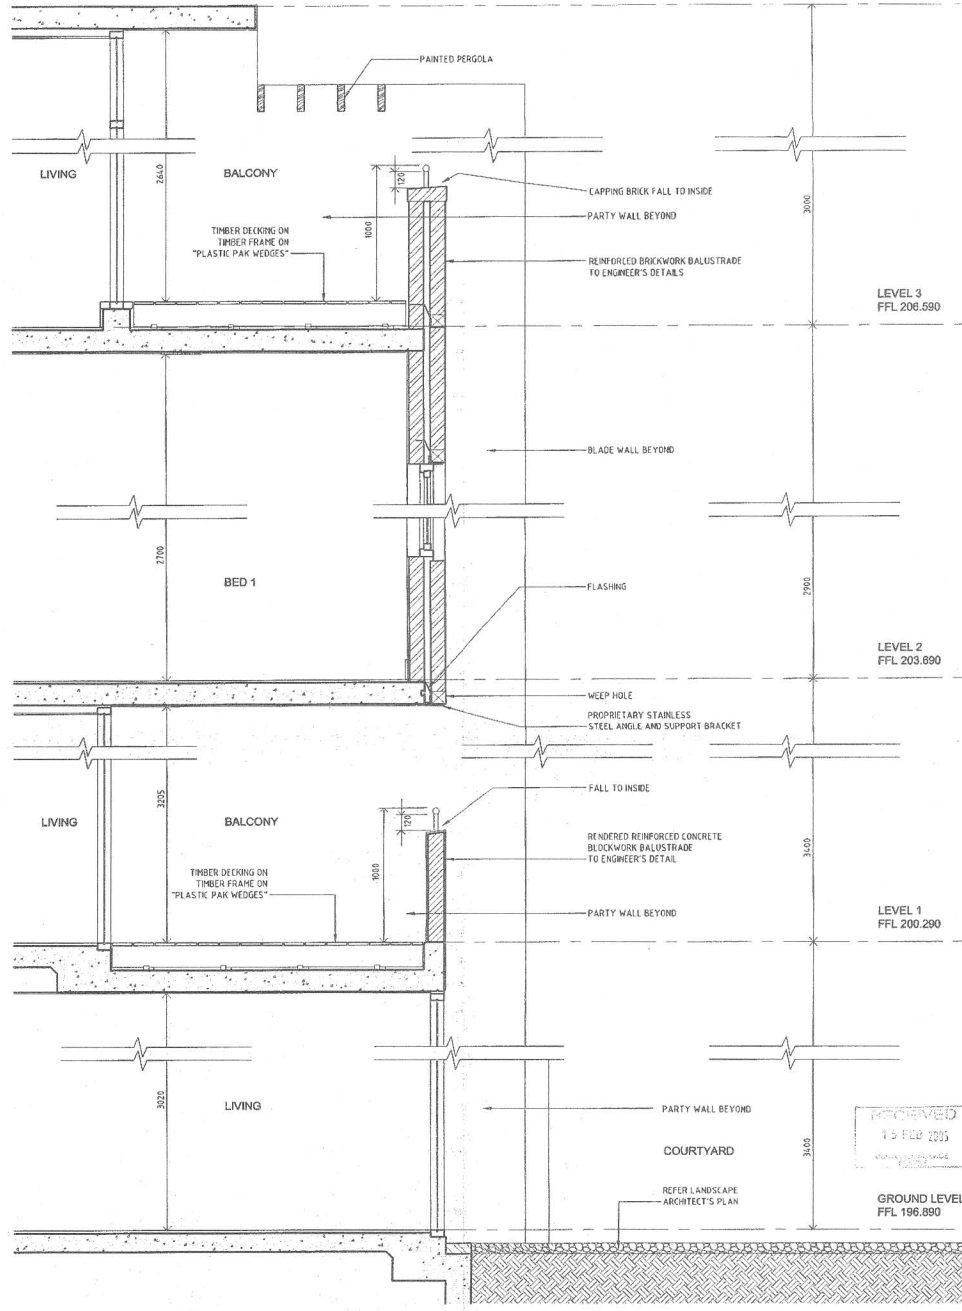 PAINTED PERGOLA
LIVING
2640
BALCONY
120
1000
CAPPING BRICK FALL TO INSIDE
PARTY WALL BEYOND
3000
TIMBER DECKING ON
TIMBER FRAME ON
"PLASTIC PAK WEDGES"
REINFORCED BRICKWORK BALUSTRADE
TO ENGINEER'S DETAILS
LEVEL 3
FFL 206.590
BLADE WALL BEYOND
2700
BED 1
FLASHING
2900
LEVEL 2
FFL 203.690
WEEP HOLE
PROPRIETARY STAINLESS
STEEL ANGLE AND SUPPORT BRACKET
FALL TO INSIDE
LIVING
3205
BALCONY
120
1000
RENDERED REINFORCED CONCRETE
BLOCKWORK BALUSTRADE
TO ENGINEER'S DETAIL
3400
TIMBER DECKING ON
TIMBER FRAME ON
"PLASTIC PAK WEDGES"
PARTY WALL BEYOND
LEVEL 1
FFL 200.290
3020
LIVING
PARTY WALL BEYOND
COURTYARD
3400
RECEIVED
15 FEB 2005
REFER LANDSCAPE
ARCHITECT'S PLAN
GROUND LEVEL
FFL 196.890